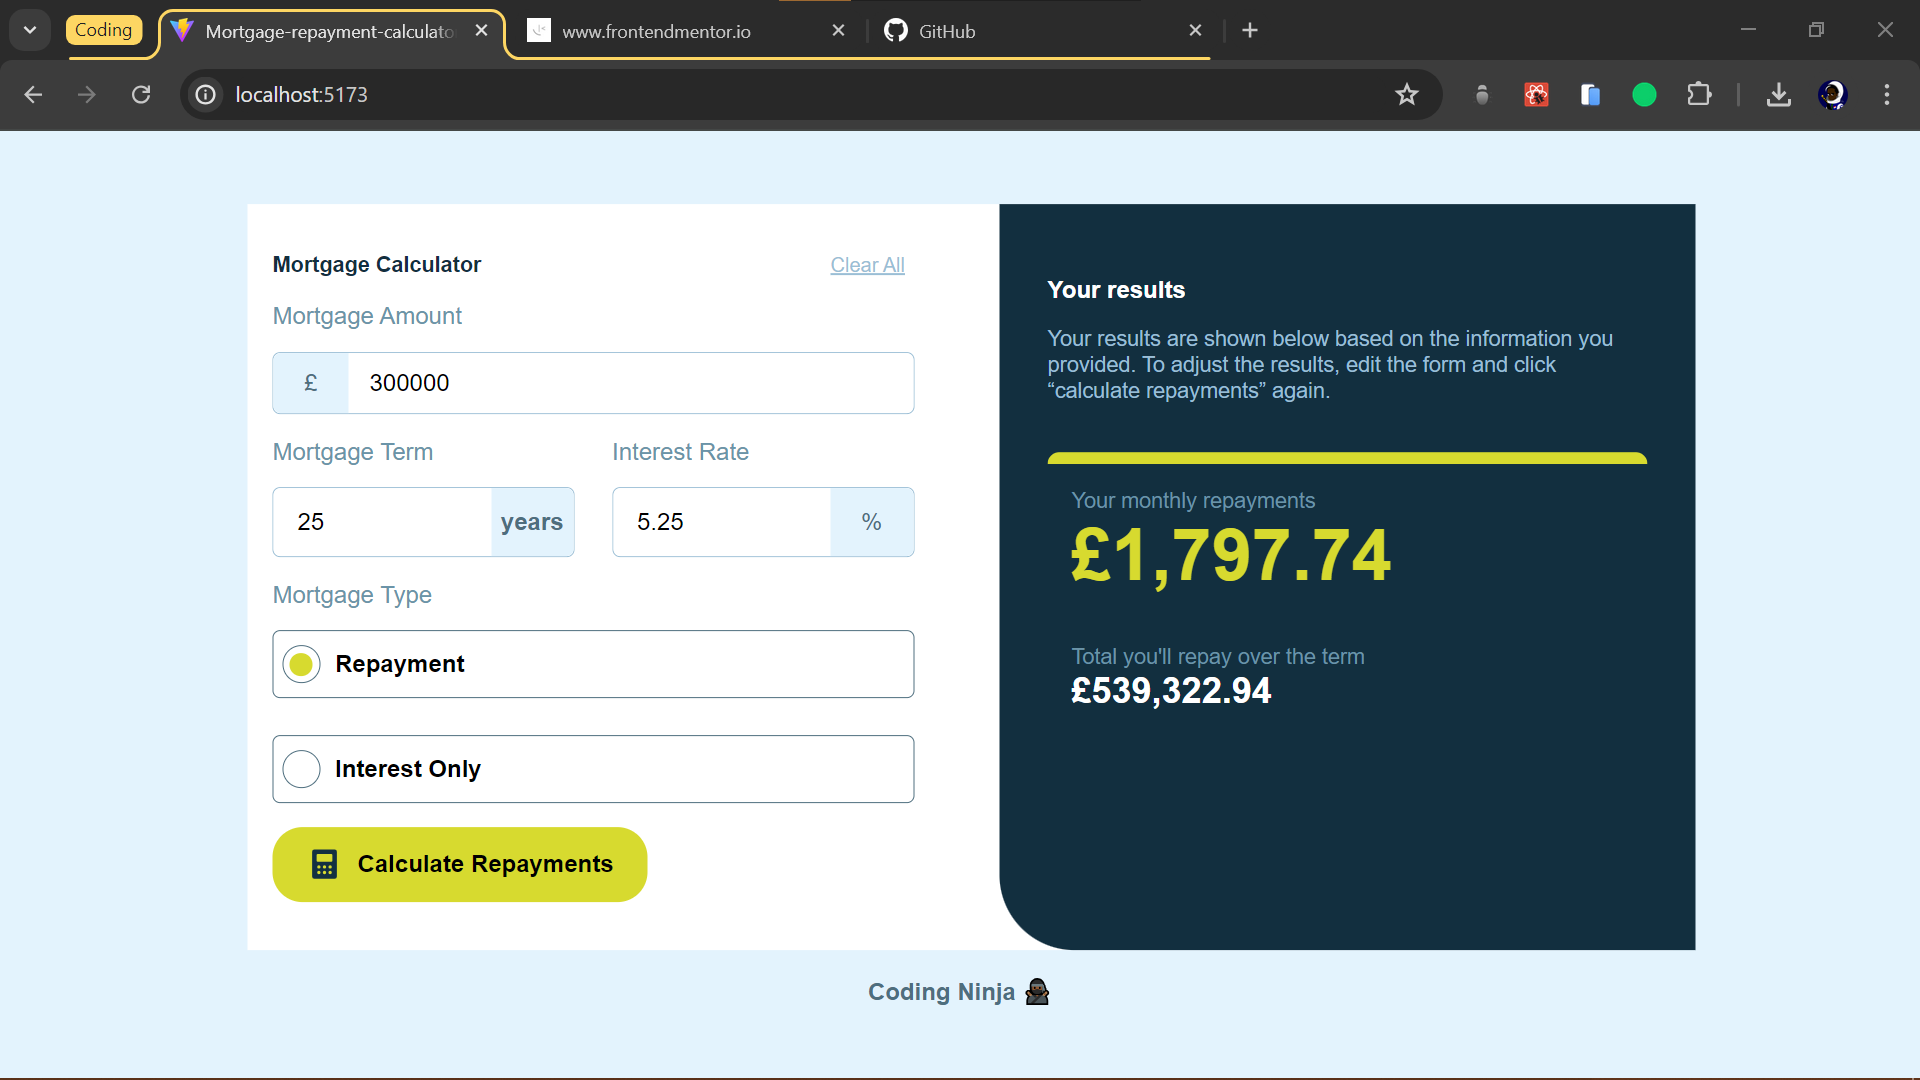 Coding
Mortgage-repayment-calculato
www.frontendmentor.io
GitHub
localhost:5173
Mortgage Calculator
Clear All
Mortgage Amount
£
300000
Mortgage Term
Interest Rate
25
years
5.25
%
Mortgage Type
Repayment
Interest Only
Calculate Repayments
Your results
Your results are shown below based on the information you
provided. To adjust the results, edit the form and click
“calculate repayments” again.
Your monthly repayments
£1,797.74
Total you'll repay over the term
£539,322.94
Coding Ninja 🥷🏿